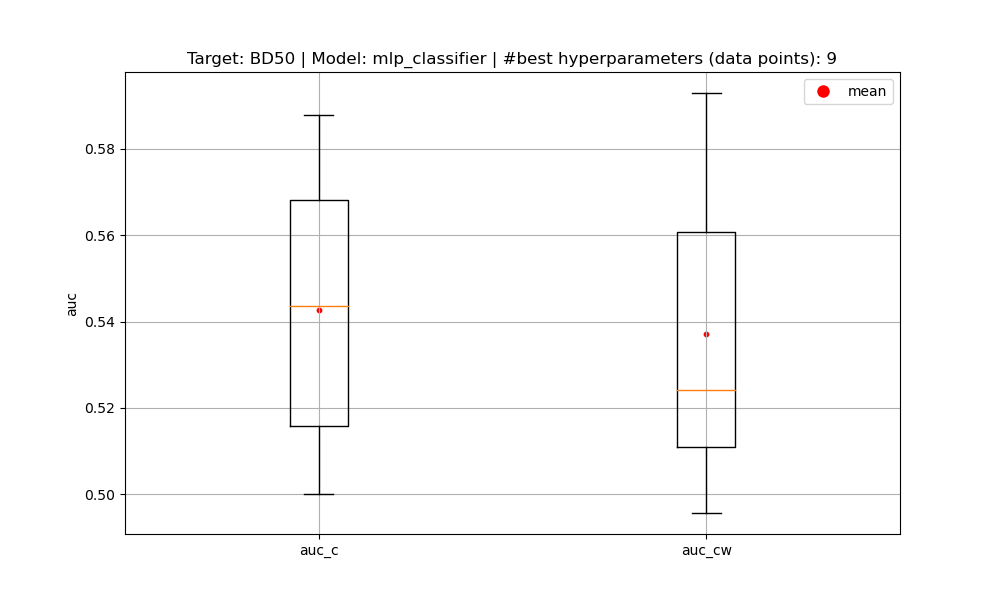 Target: BD50 | Model: mlp_classifier | #best hyperparameters (data points): 9
mean
0.58
0.56
0.54
0.52
0.50
auc
auc_c
auc_cw